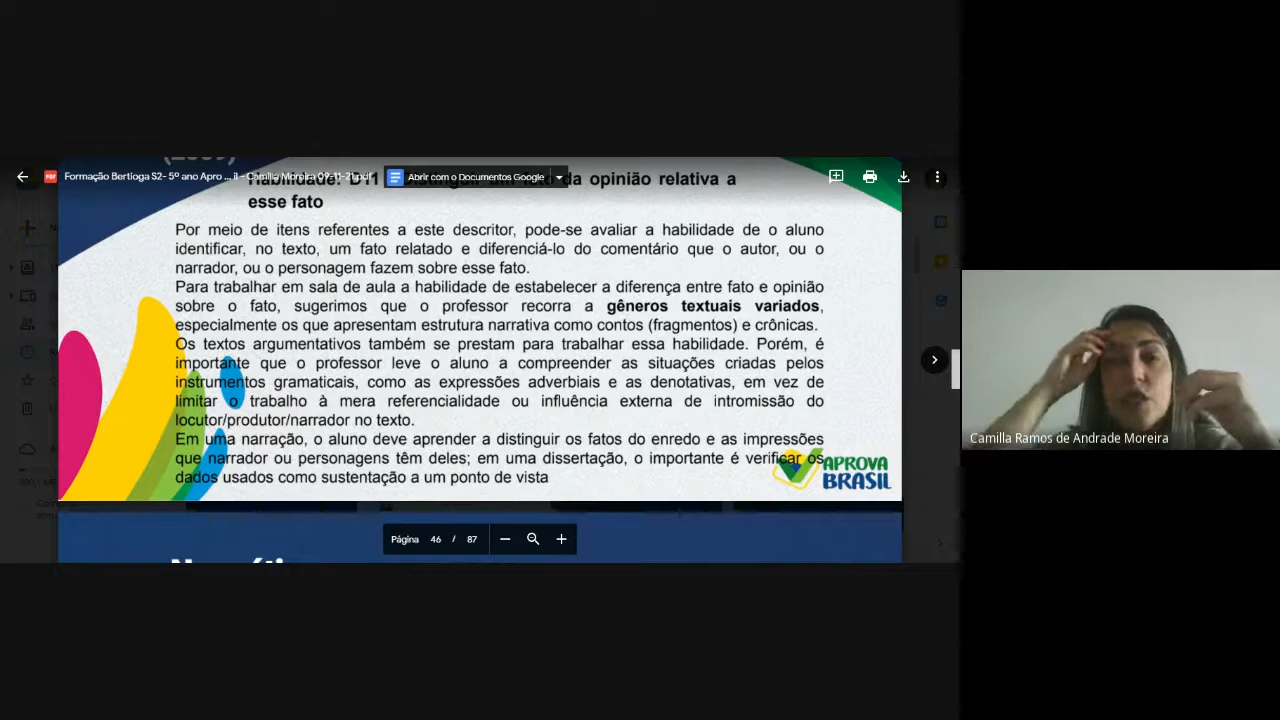 (2009)
Formação Bertioga S2- 5º ano Apro ... il – Camilla Moreira 09-11-21.pdf
Abrir com o Documentos Google
Habilidade: D11 Distinguir um fato da opinião relativa a
esse fato
Por meio de itens referentes a este descritor, pode-se avaliar a habilidade de o aluno
identificar, no texto, um fato relatado e diferenciá-lo do comentário que o autor, ou o
narrador, ou o personagem fazem sobre esse fato.
Para trabalhar em sala de aula a habilidade de estabelecer a diferença entre fato e opinião
sobre o fato, sugerimos que o professor recorra a gêneros textuais variados,
especialmente os que apresentam estrutura narrativa como contos (fragmentos) e crônicas.
Os textos argumentativos também se prestam para trabalhar essa habilidade. Porém, é
importante que o professor leve o aluno a compreender as situações criadas pelos
instrumentos gramaticais, como as expressões adverbiais e as denotativas, em vez de
limitar o trabalho à mera referencialidade ou influência externa de intromissão do
locutor/produtor/narrador no texto.
Em uma narração, o aluno deve aprender a distinguir os fatos do enredo e as impressões
que narrador ou personagens têm deles; em uma dissertação, o importante é verificar os
dados usados como sustentação a um ponto de vista
APROVA
BRASIL
Página 46 / 87
Camilla Ramos de Andrade Moreira